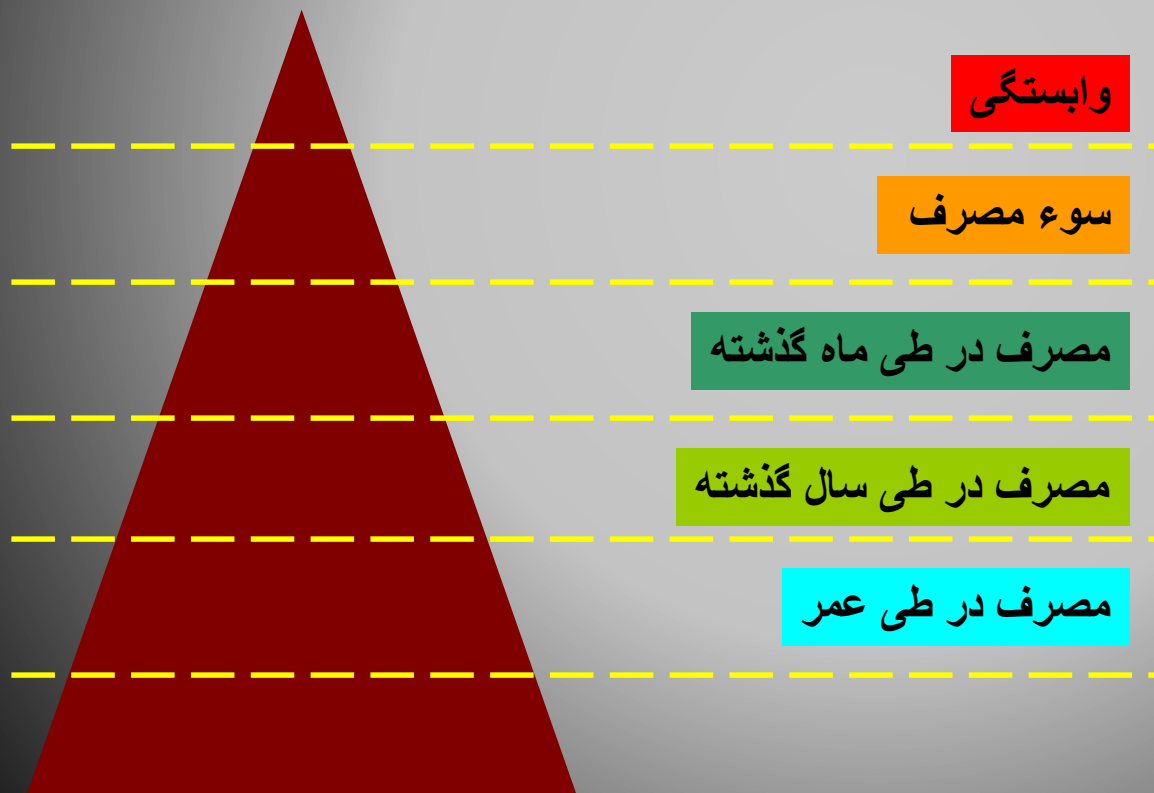 وابستگی
سوء مصرف
مصرف در طی ماه گذشته
مصرف در طی سال گذشته
مصرف در طی عمر